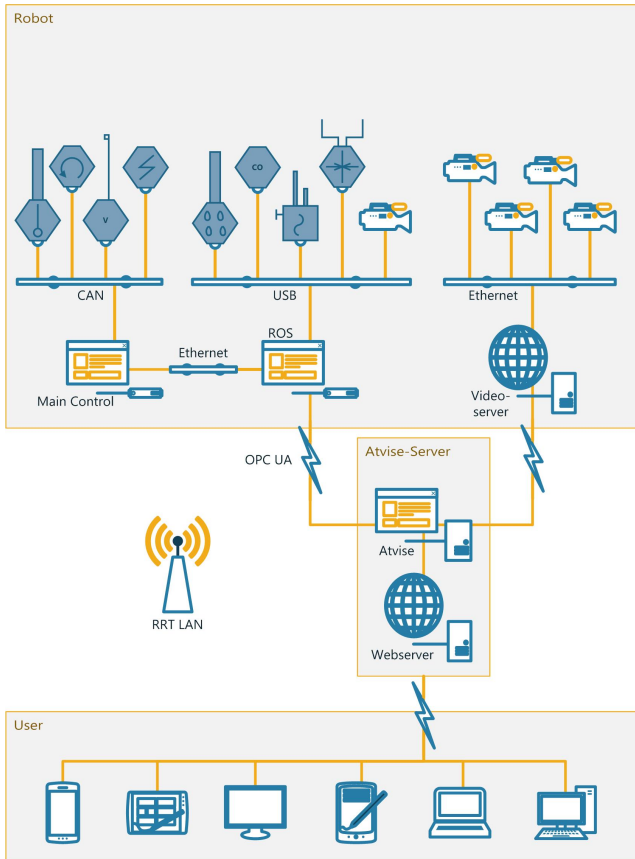 Robot
CO
V
CAN
USB
Ethernet
ROS
Ethernet
Main Control
Video-
server
OPC UA
Atvise-Server
Atvise
RRT LAN
Webserver
User